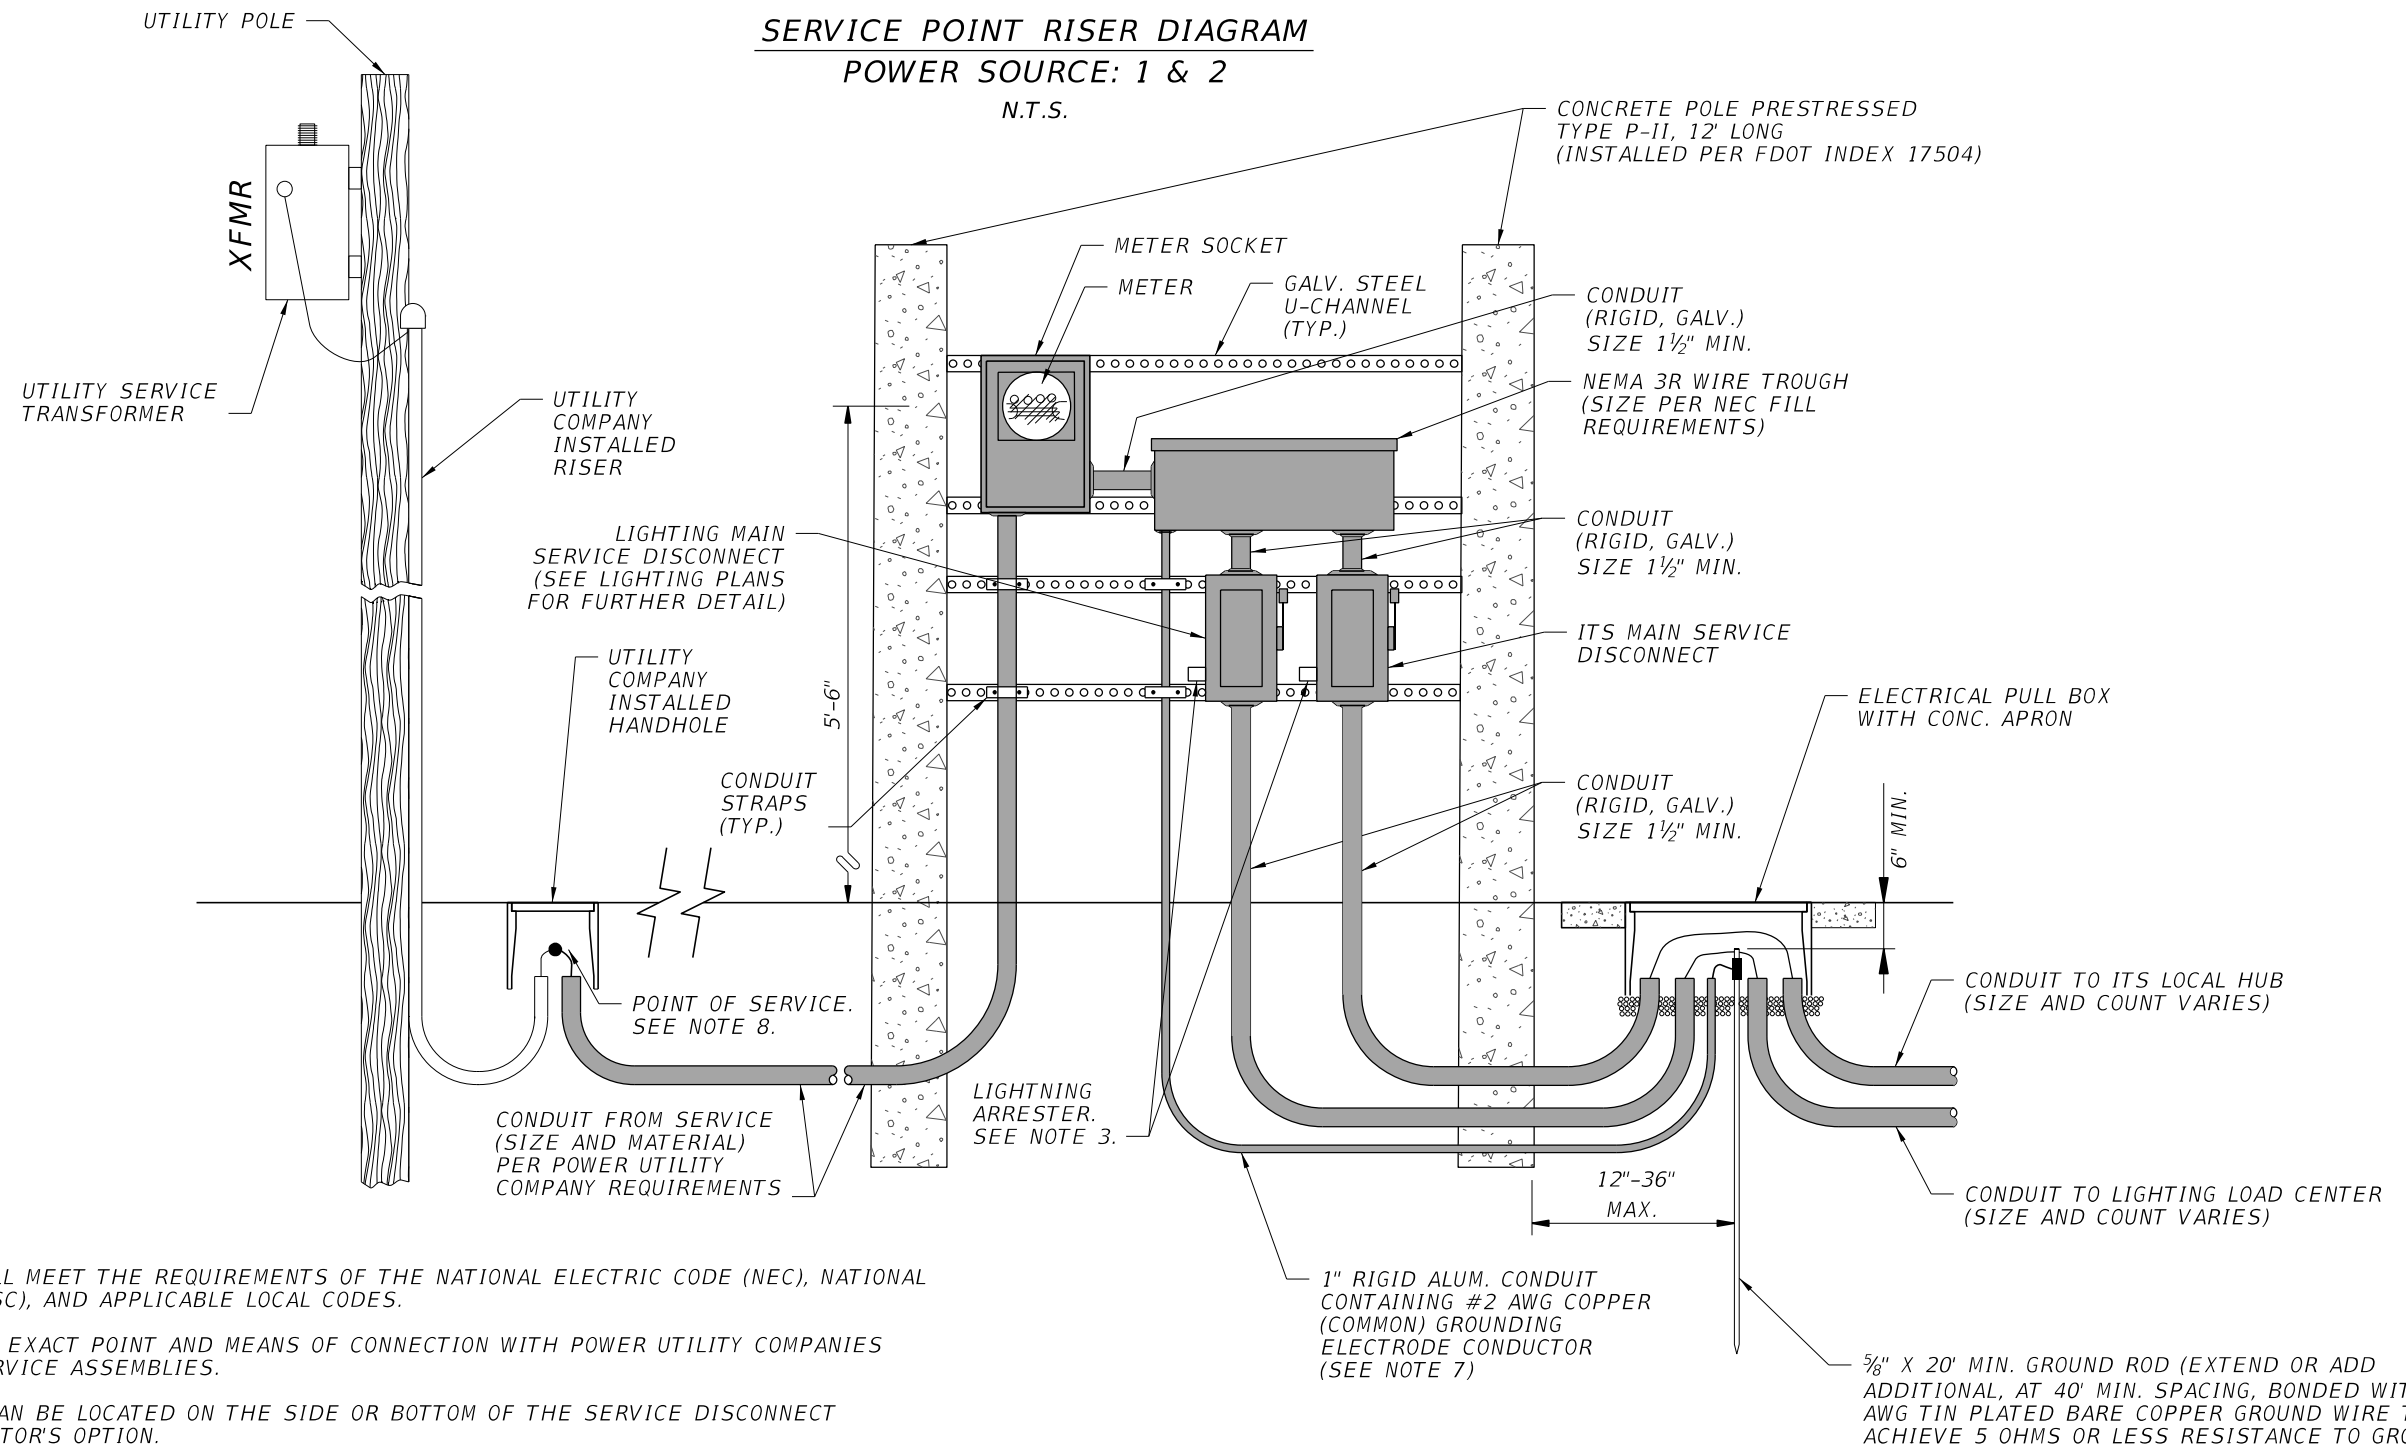 SERVICE POINT RISER DIAGRAM
POWER SOURCE: 1 & 2
N.T.S.
UTILITY POLE
XFMR
UTILITY SERVICE
TRANSFORMER
UTILITY
COMPANY
INSTALLED
RISER
LIGHTING MAIN
SERVICE DISCONNECT
(SEE LIGHTING PLANS
FOR FURTHER DETAIL)
UTILITY
COMPANY
INSTALLED
HANDHOLE
5'-6"
CONDUIT
STRAPS
(TYP.)
POINT OF SERVICE.
SEE NOTE 8.
CONDUIT FROM SERVICE
(SIZE AND MATERIAL)
PER POWER UTILITY
COMPANY REQUIREMENTS
METER SOCKET
METER
GALV. STEEL
U-CHANNEL
(TYP.)
CONCRETE POLE PRESTRESSED
TYPE P-II, 12' LONG
(INSTALLED PER FDOT INDEX 17504)
CONDUIT
(RIGID, GALV.)
SIZE 1½" MIN.
NEMA 3R WIRE TROUGH
(SIZE PER NEC FILL
REQUIREMENTS)
CONDUIT
(RIGID, GALV.)
SIZE 1½" MIN.
ITS MAIN SERVICE
DISCONNECT
ELECTRICAL PULL BOX
WITH CONC. APRON
CONDUIT
(RIGID, GALV.)
SIZE 1½" MIN.
6" MIN.
CONDUIT TO ITS LOCAL HUB
(SIZE AND COUNT VARIES)
LIGHTNING
ARRESTER.
SEE NOTE 3.
12"-36"
MAX.
CONDUIT TO LIGHTING LOAD CENTER
(SIZE AND COUNT VARIES)
1" RIGID ALUM. CONDUIT
CONTAINING #2 AWG COPPER
(COMMON) GROUNDING
ELECTRODE CONDUCTOR
(SEE NOTE 7)
⅝" X 20' MIN. GROUND ROD (EXTEND OR ADD
ADDITIONAL, AT 40' MIN. SPACING, BONDED
AWG TIN PLATED BARE COPPER GROUND WIRE
ACHIEVE 5 OHMS OR LESS RESISTANCE TO
MEET THE REQUIREMENTS OF THE NATIONAL ELECTRIC CODE (NEC), NATIONAL
AND APPLICABLE LOCAL CODES.
EXACT POINT AND MEANS OF CONNECTION WITH POWER UTILITY COMPANIES
ASSEMBLIES.
BE LOCATED ON THE SIDE OR BOTTOM OF THE SERVICE DISCONNECT
OPTION.